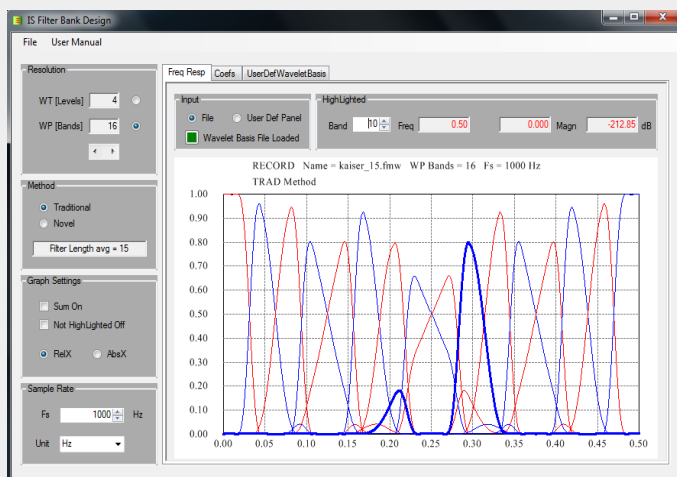 IS Filter Bank Design
File User Manual
Resolution
WT [Levels] 4
WP [Bands] 16
Method
Traditional
Novel
Filter Length avg = 15
Graph Settings
Sum On
Not HighLighted Off
RelX AbsX
Sample Rate
Fs 1000 Hz
Unit Hz
Freq Resp Coefs UserDefWaveletBasis
Input
File User Def Panel
Wavelet Basis File Loaded
HighLighted
Band 10 Freq 0.50 0.000 Magn -212.85 dB
RECORD Name = kaiser_15.fmw WP Bands = 16 Fs = 1000 Hz
TRAD Method
1.00
0.90
0.80
0.70
0.60
0.50
0.40
0.30
0.20
0.10
0.00
0.00 0.05 0.10 0.15 0.20 0.25 0.30 0.35 0.40 0.45 0.50